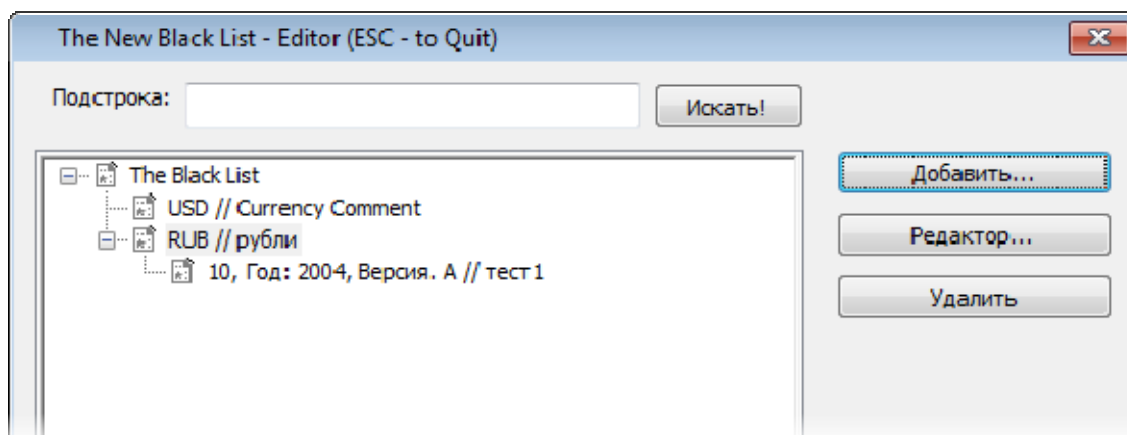 The New Black List - Editor (ESC - to Quit)
Подстрока:
Искать!
The Black List
USD // Currency Comment
RUB // рубли
10, Год: 2004, Версия. A // тест1
Добавить...
Редактор...
Удалить